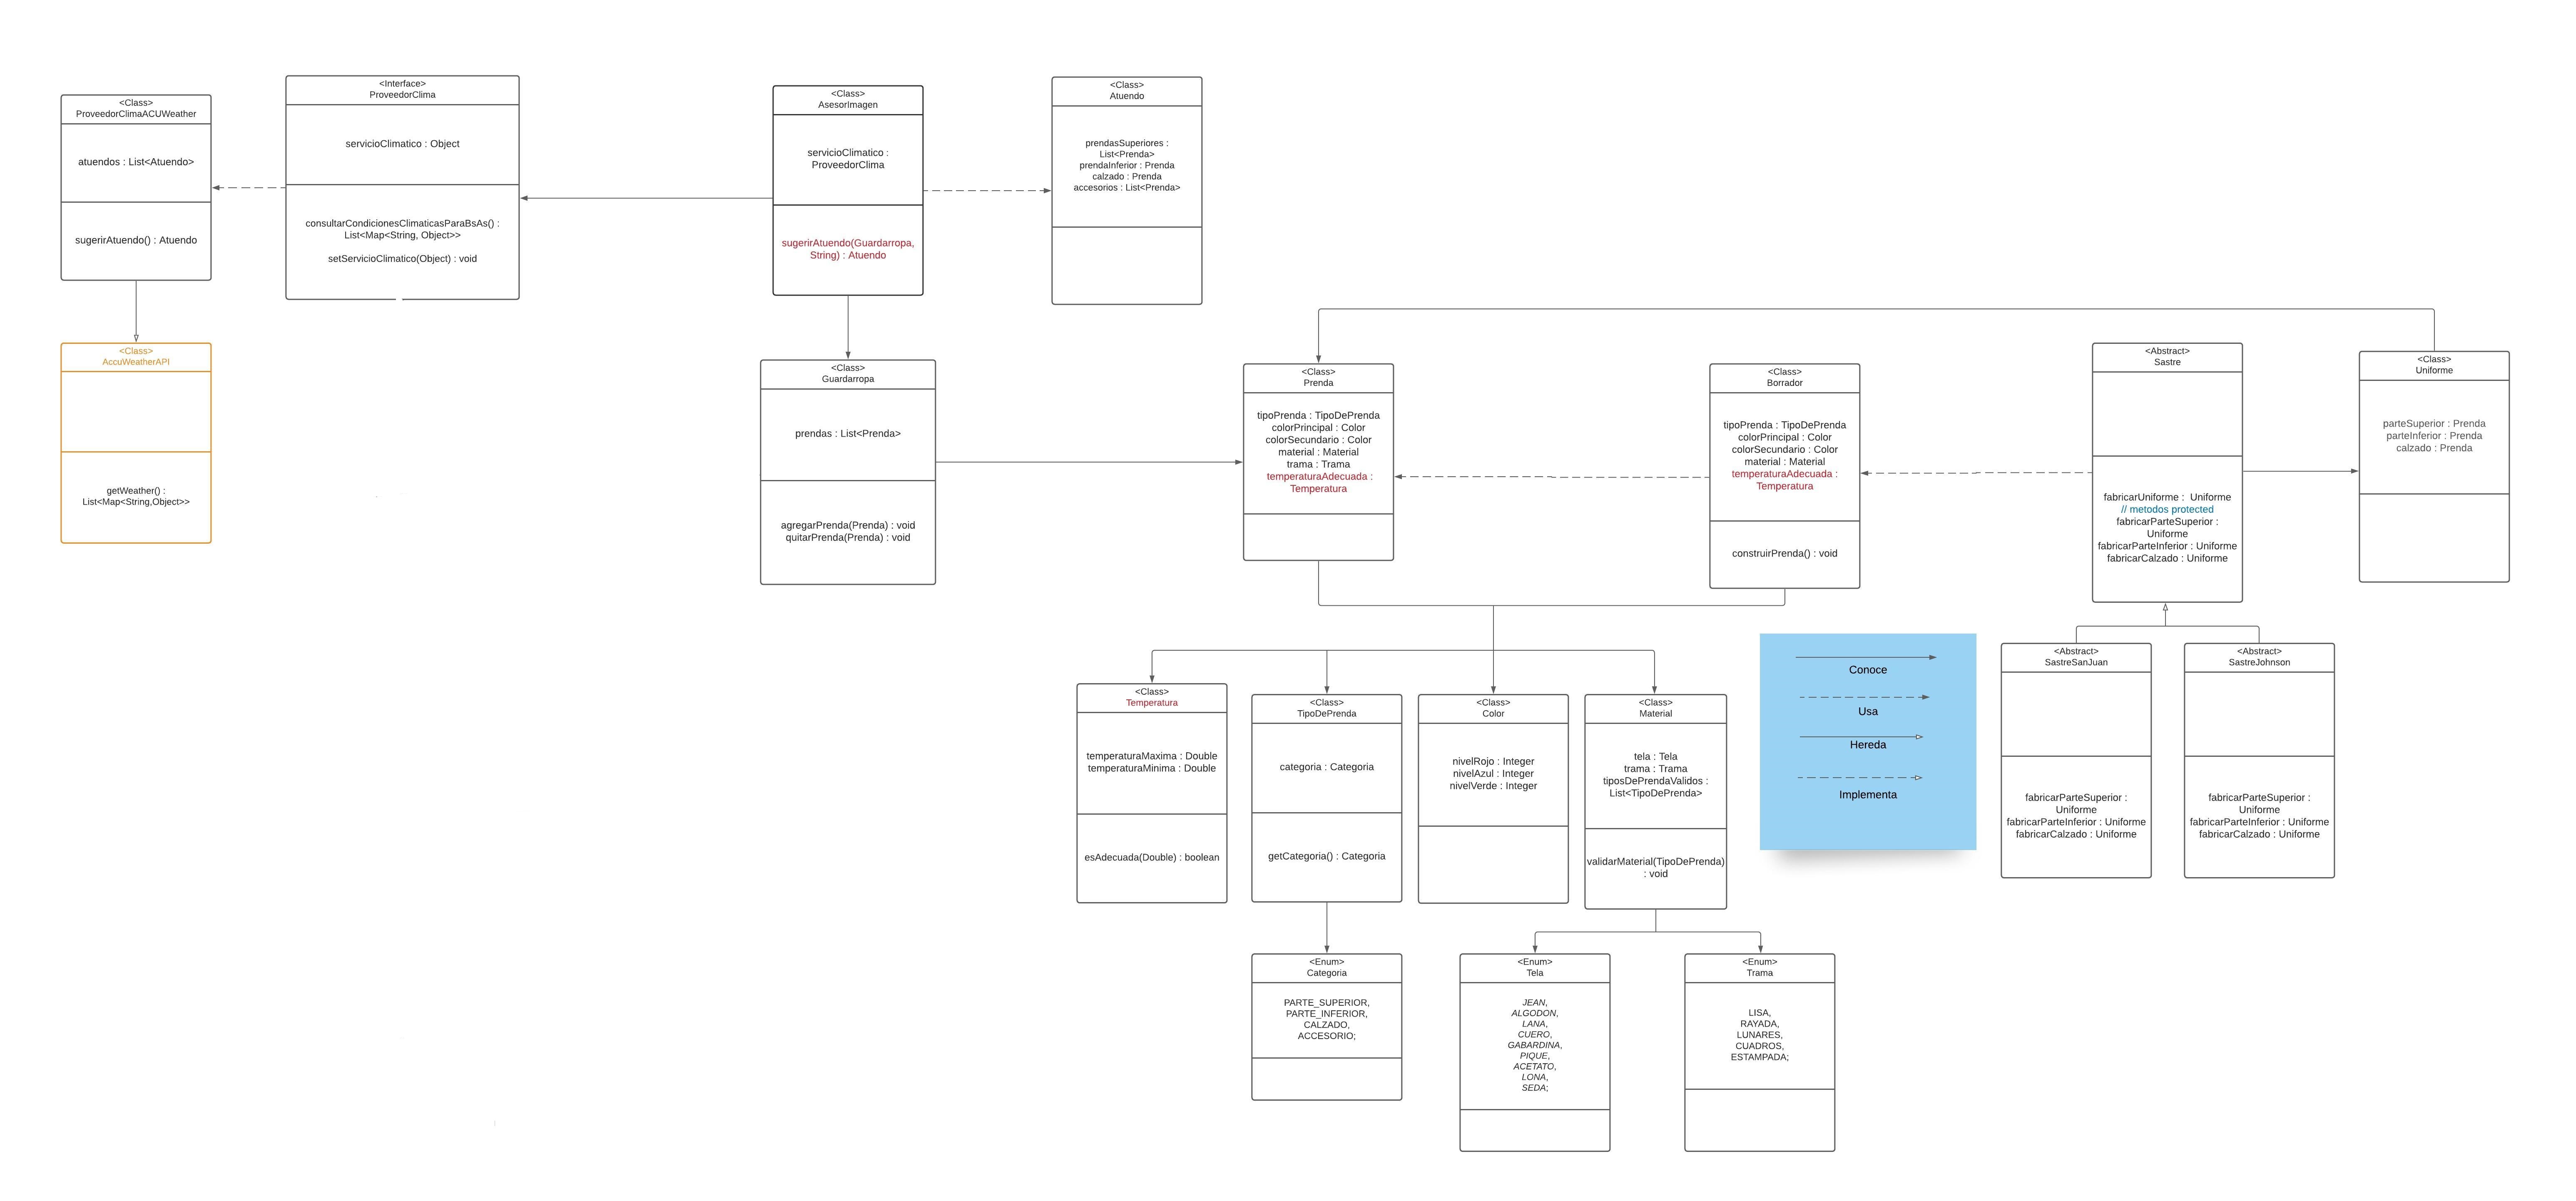 <Class>
ProveedorClimaACUWeather
atuendos : List<Atuendo>
sugerirAtuendo() : Atuendo
<Interface>
ProveedorClima
servicioClimatico : Object
consultarCondicionesClimaticasParaBsAs() :
List<Map<String, Object>>
setServicioClimatico(Object) : void
<Class>
AsesorImagen
servicioClimatico :
ProveedorClima
sugerirAtuendo(Guardarropa,
String) : Atuendo
<Class>
Atuendo
prendasSuperiores :
List<Prenda>
prendaInferior : Prenda
calzado : Prenda
accesorios : List<Prenda>
<Class>
AccuWeatherAPI
getWeather() :
List<Map<String,Object>>
<Class>
Guardarropa
prendas : List<Prenda>
agregarPrenda(Prenda) : void
quitarPrenda(Prenda) : void
<Class>
Prenda
tipoPrenda : TipoDePrenda
colorPrincipal : Color
colorSecundario : Color
material : Material
trama : Trama
temperaturaAdecuada :
Temperatura
<Class>
Borrador
tipoPrenda : TipoDePrenda
colorPrincipal : Color
colorSecundario : Color
material : Material
temperaturaAdecuada :
Temperatura
construirPrenda() : void
<Abstract>
Sastre
fabricarUniforme : Uniforme
// metodos protected
fabricarParteSuperior :
Uniforme
fabricarParteInferior : Uniforme
fabricarCalzado : Uniforme
<Class>
Uniforme
parteSuperior : Prenda
parteInferior : Prenda
calzado : Prenda
<Class>
Temperatura
temperaturaMaxima : Double
temperaturaMinima : Double
esAdecuada(Double) : boolean
<Class>
TipoDePrenda
categoria : Categoria
getCategoria() : Categoria
<Class>
Color
nivelRojo : Integer
nivelAzul : Integer
nivelVerde : Integer
<Class>
Material
tela : Tela
trama : Trama
tiposDePrendaValidos :
List<TipoDePrenda>
validarMaterial(TipoDePrenda)
: void
Conoce
Usa
Hereda
Implementa
<Abstract>
SastreSanJuan
fabricarParteSuperior :
Uniforme
fabricarParteInferior : Uniforme
fabricarCalzado : Uniforme
<Abstract>
SastreJohnson
fabricarParteSuperior :
Uniforme
fabricarParteInferior : Uniforme
fabricarCalzado : Uniforme
<Enum>
Categoria
PARTE_SUPERIOR,
PARTE_INFERIOR,
CALZADO,
ACCESORIO;
<Enum>
Tela
JEAN,
ALGODON,
LANA,
CUERO,
GABARDINA,
PIQUE,
ACETATO,
LONA,
SEDA;
<Enum>
Trama
LISA,
RAYADA,
LUNARES,
CUADROS,
ESTAMPADA;